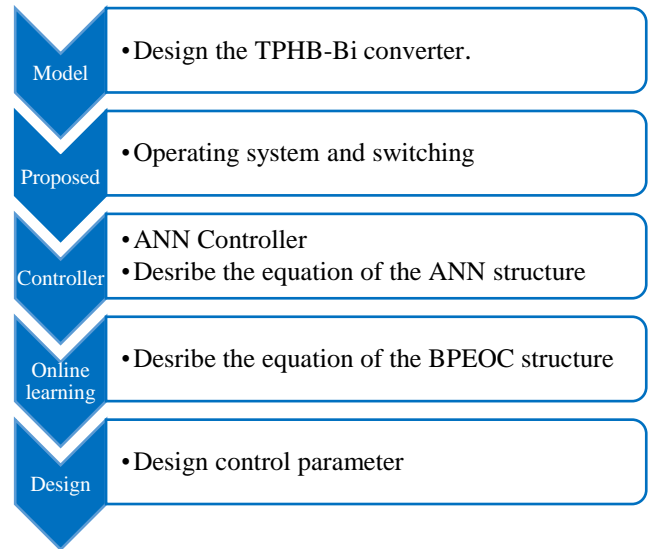 Model
•Design the TPHB-Bi converter.
Proposed
•Operating system and switching
Controller
•ANN Controller
•Desribe the equation of the ANN structure
Online
learning
•Desribe the equation of the BPEOC structure
Design
•Design control parameter